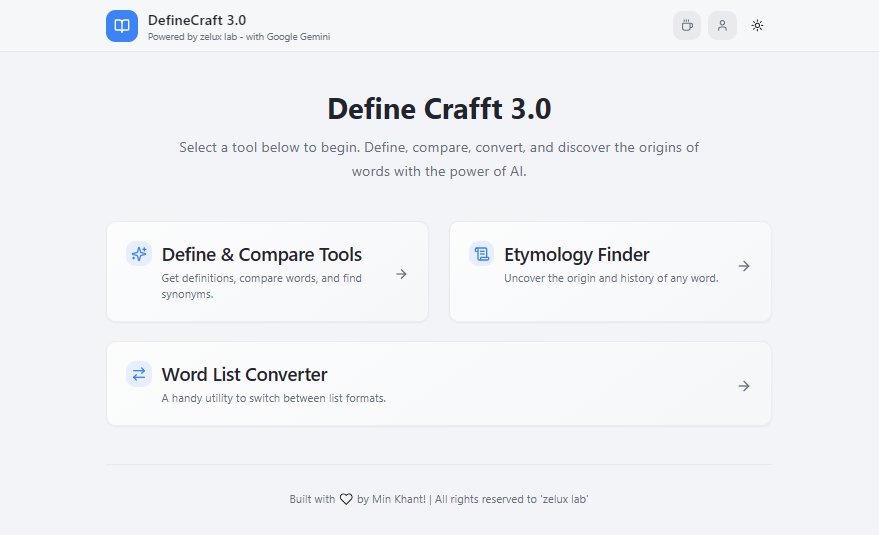 DefineCraft 3.0
Powered by zelux lab - with Google Gemini
Define Crafft 3.0
Select a tool below to begin. Define, compare, convert, and discover the origins of
words with the power of AI.
Define & Compare Tools
Get definitions, compare words, and find
synonyms.
Etymology Finder
Uncover the origin and history of any word.
Word List Converter
A handy utility to switch between list formats.
Built with by Min Khant! | All rights reserved to 'zelux lab'